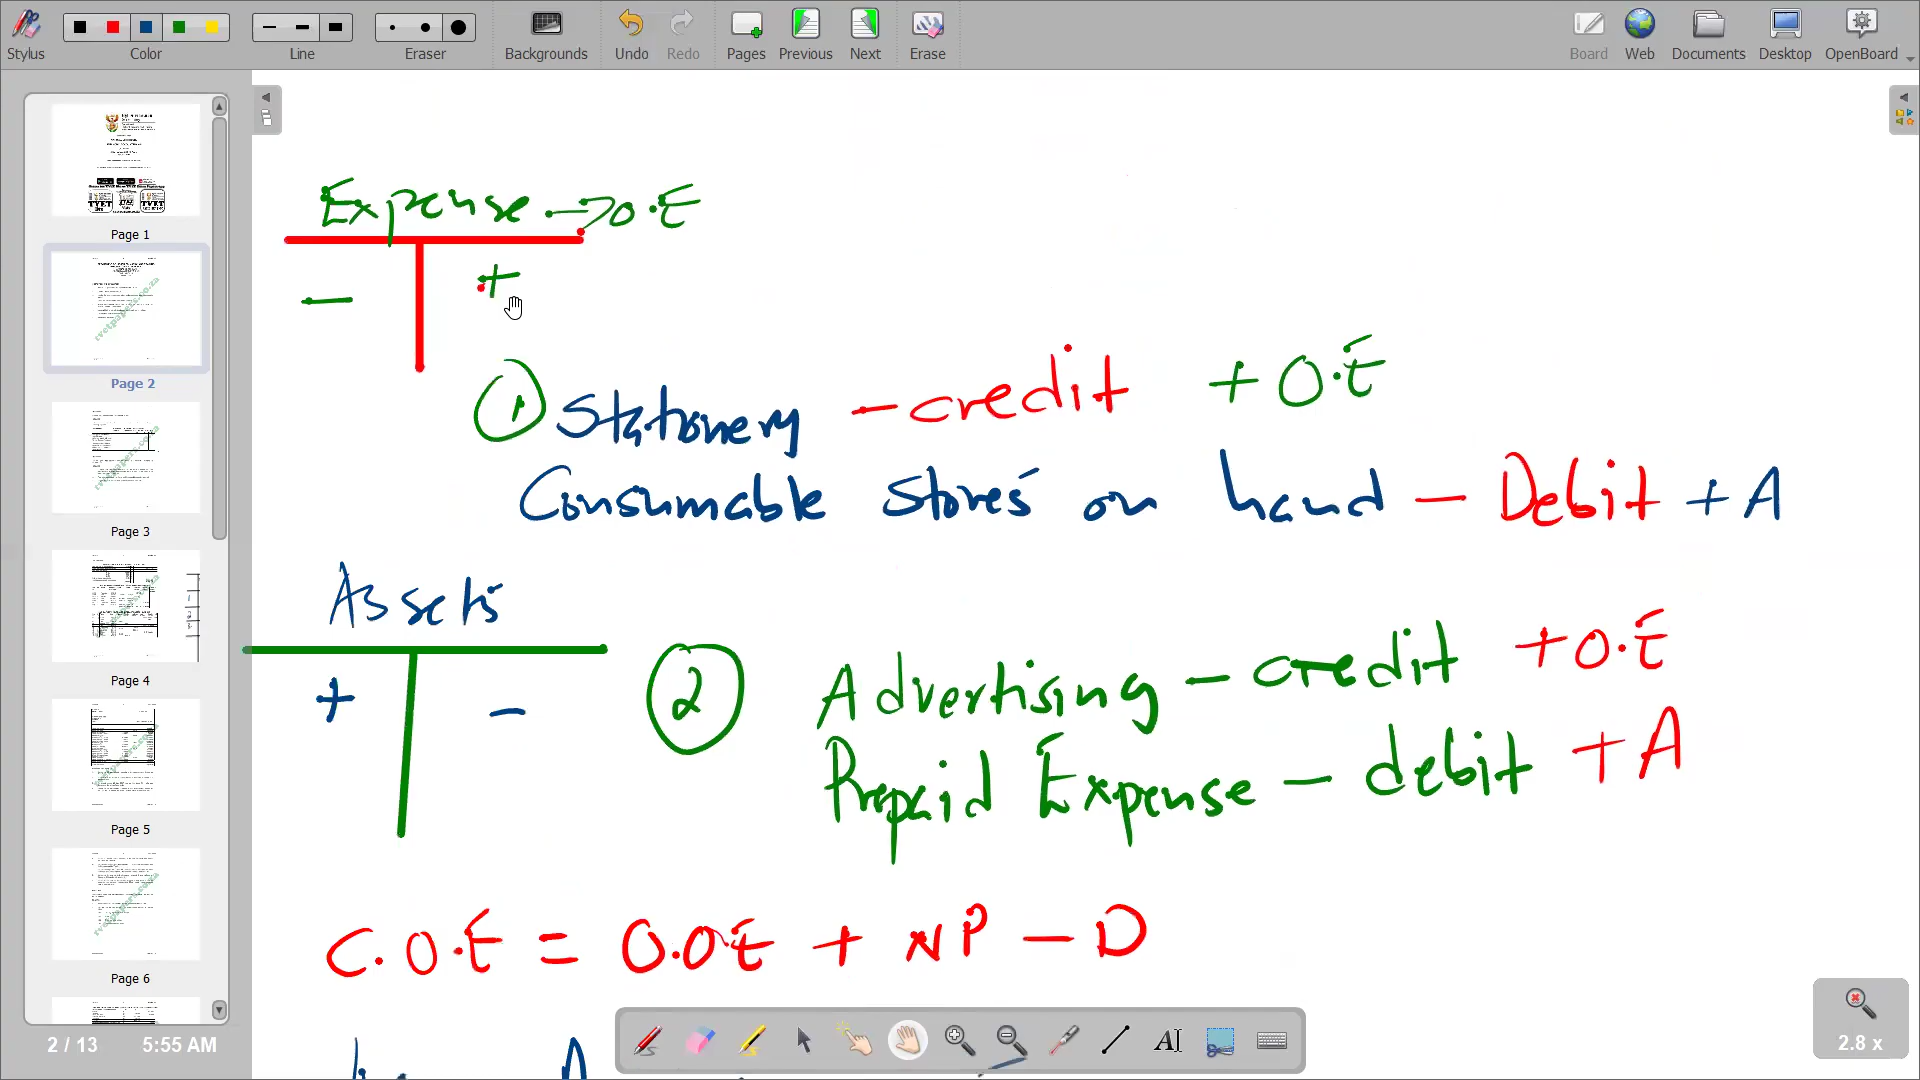 Stylus Color Line Eraser Backgrounds Undo Redo Pages Previous Next Erase Board Web Documents Desktop OpenBoard
Page 1
Page 2
Page 3
Page 4
Page 5
Page 6
2 / 13 5:55 AM
Expense → O.E
- +
1 Stationery - credit + O.E
Consumable Stores on hand - Debit + A
Assets
+ -
2 Advertising - credit + O.E
Prepaid Expense - debit + A
C.O.E = O.O.E + NP - D
2.8 x